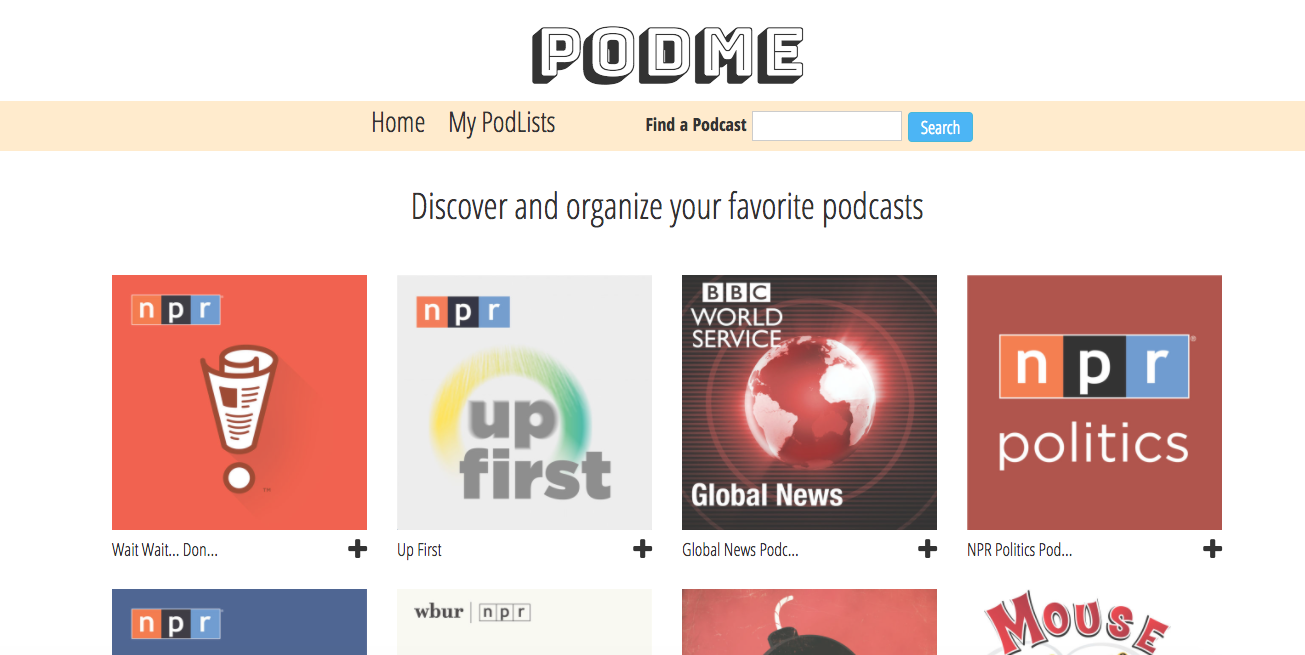 PODME
Home My PodLists Find a Podcast Search
Discover and organize your favorite podcasts
npr
npr
up
first
BBC
WORLD
SERVICE
Global News
npr®
politics
Wait Wait... Don...
Up First
Global News Podc...
NPR Politics Pod...
npr
wbur | npr
MOUSE